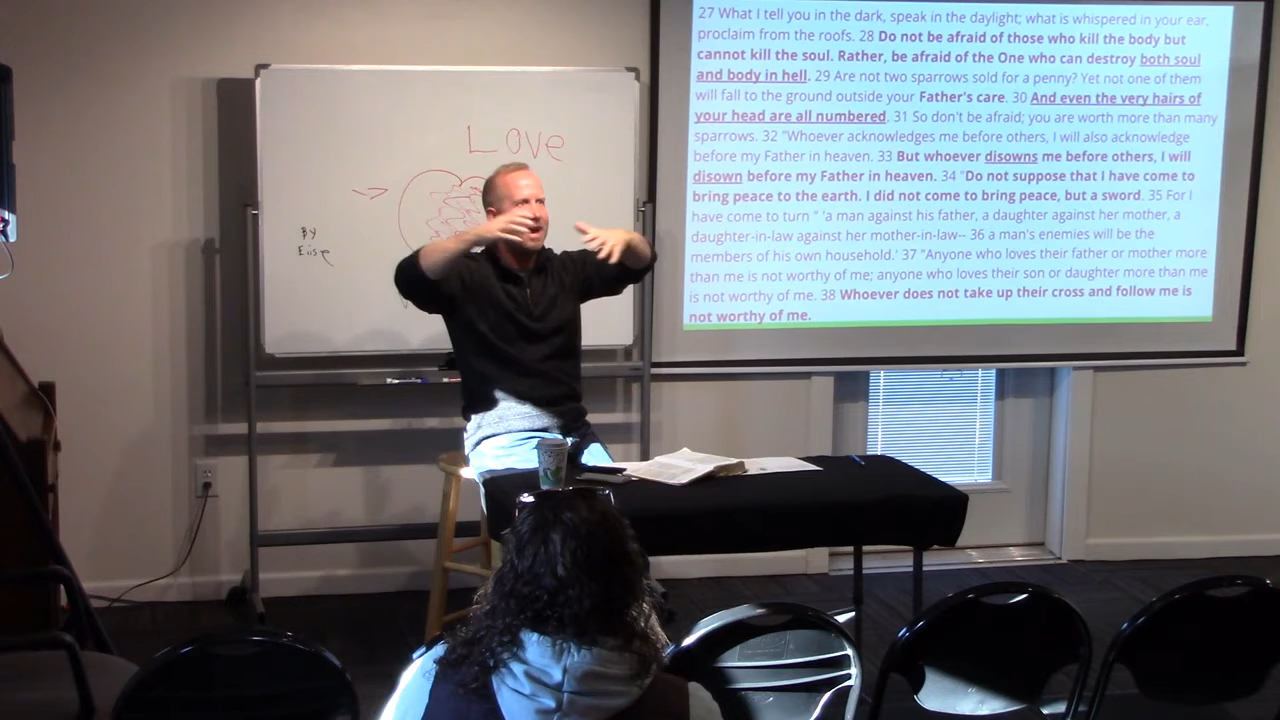 Love
By
Elise
27 What I tell you in the dark, speak in the daylight; what is whispered in your ear,
proclaim from the roofs. 28 Do not be afraid of those who kill the body but
cannot kill the soul. Rather, be afraid of the One who can destroy both soul
and body in hell. 29 Are not two sparrows sold for a penny? Yet not one of them
will fall to the ground outside your Father's care. 30 And even the very hairs of
your head are all numbered. 31 So don't be afraid; you are worth more than many
sparrows. 32 "Whoever acknowledges me before others, I will also acknowledge
before my Father in heaven. 33 But whoever disowns me before others, I will
disown before my Father in heaven. 34 "Do not suppose that I have come to
bring peace to the earth. I did not come to bring peace, but a sword. 35 For I
have come to turn " 'a man against his father, a daughter against her mother, a
daughter-in-law against her mother-in-law-- 36 a man's enemies will be the
members of his own household.' 37 "Anyone who loves their father or mother more
than me is not worthy of me; anyone who loves their son or daughter more than me
is not worthy of me. 38 Whoever does not take up their cross and follow me is
not worthy of me.